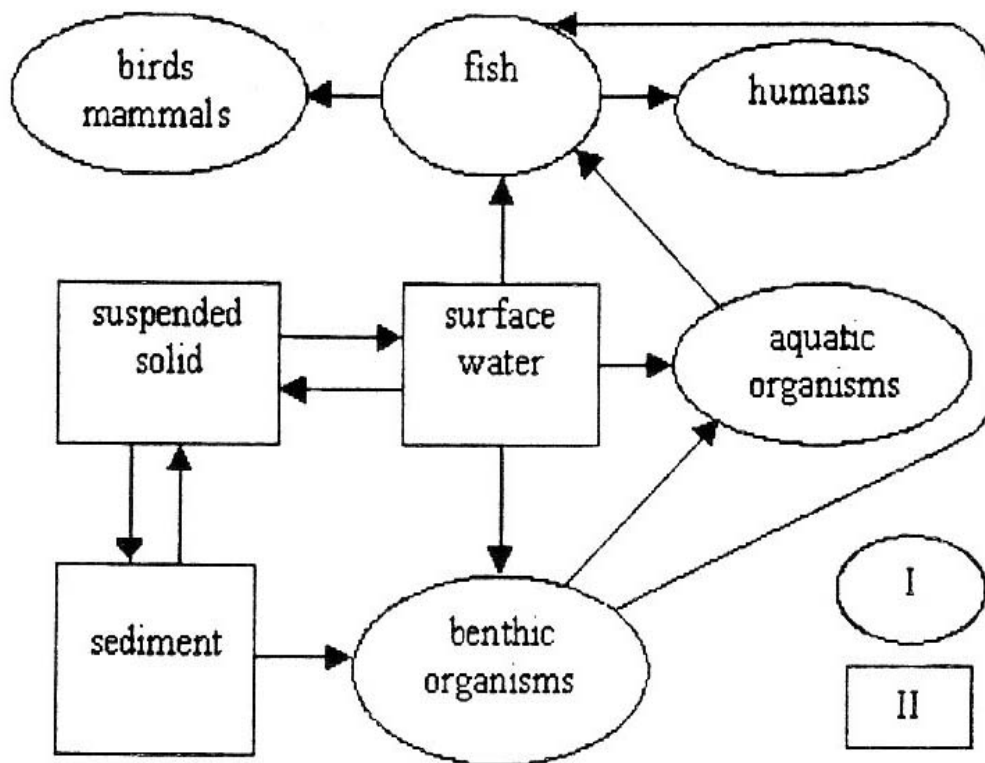 birds
mammals
fish
humans
suspended
solid
surface
water
aquatic
organisms
sediment
benthic
organisms
I
II